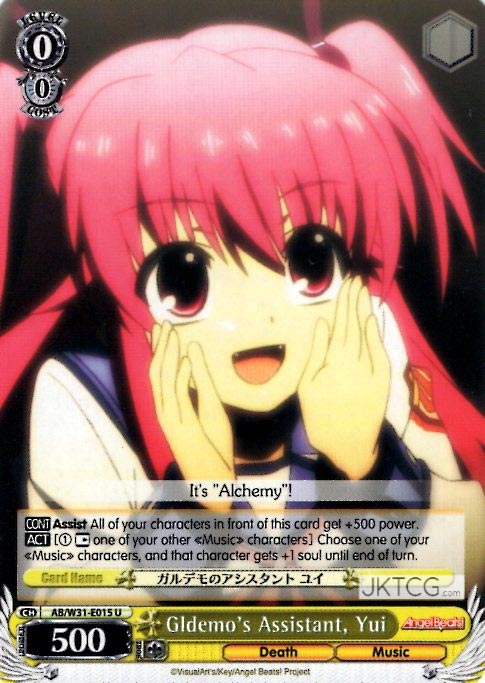 LEVEL
0
0
COST
It's "Alchemy"!
CONT Assist All of your characters in front of this card get +500 power.
ACT [① one of your other «Music» characters] Choose one of your
«Music» characters, and that character gets +1 soul until end of turn.
Card Name ガルデモのアシスタント ユイ
JKTCG.com
CH AB/W31-E015 U
500
Gldemo's Assistant, Yui
Angel Beats!
Death
Music
©VisualArt's/Key/Angel Beats! Project